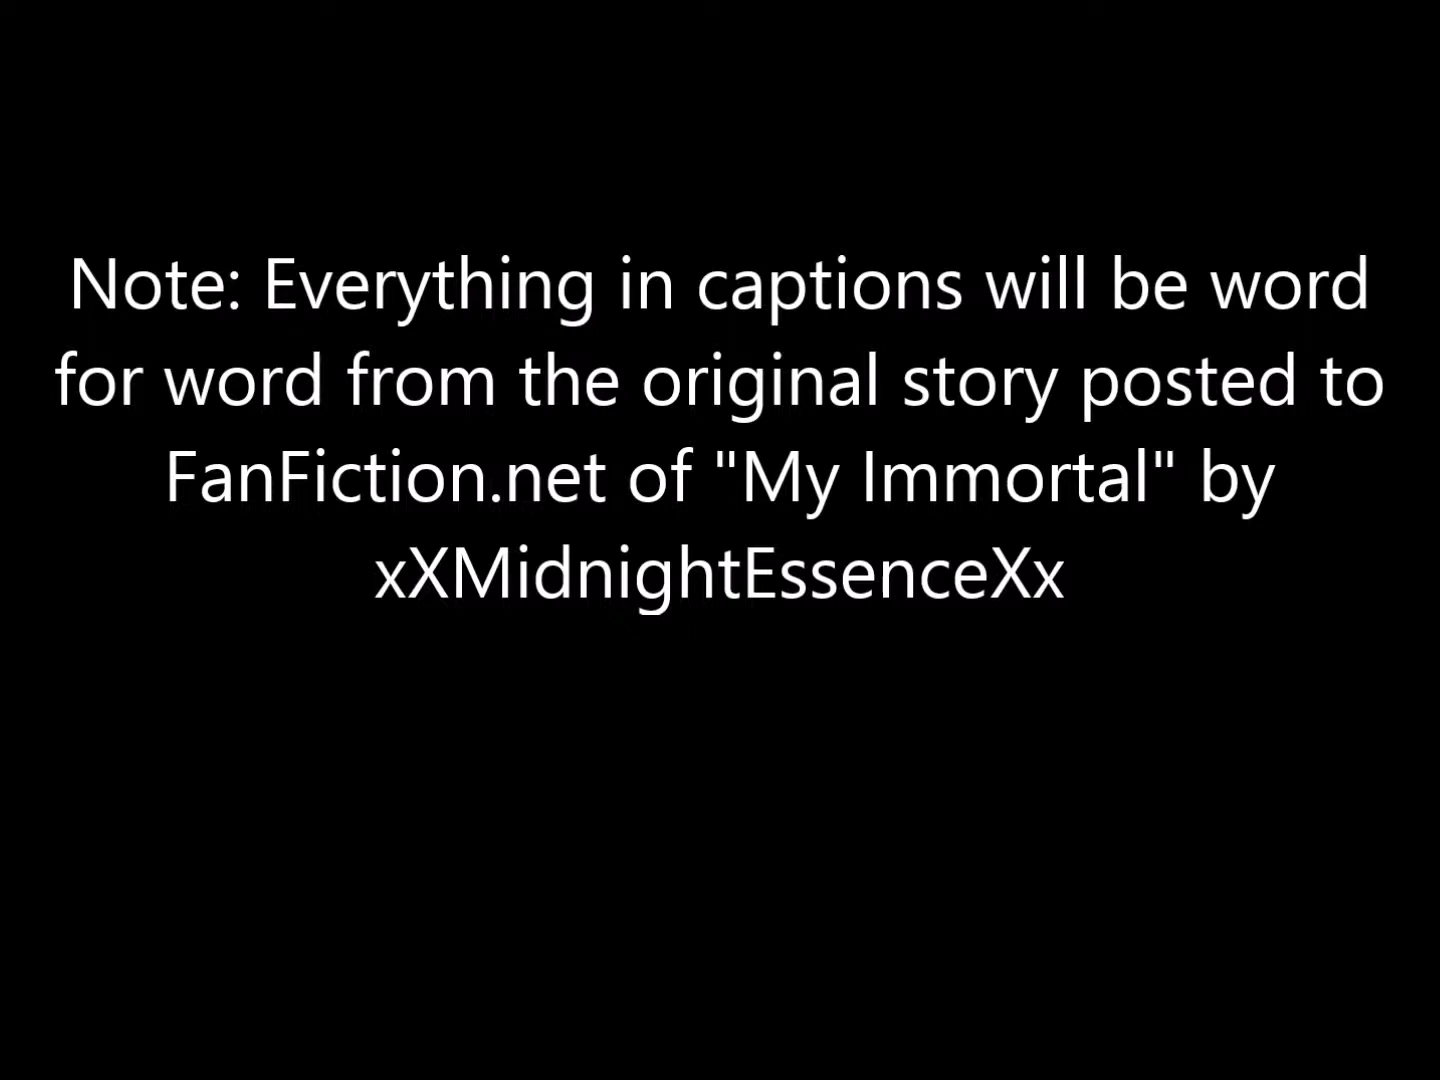 Note: Everything in captions will be word
for word from the original story posted to
FanFiction.net of "My Immortal" by
xXMidnightEssenceXx